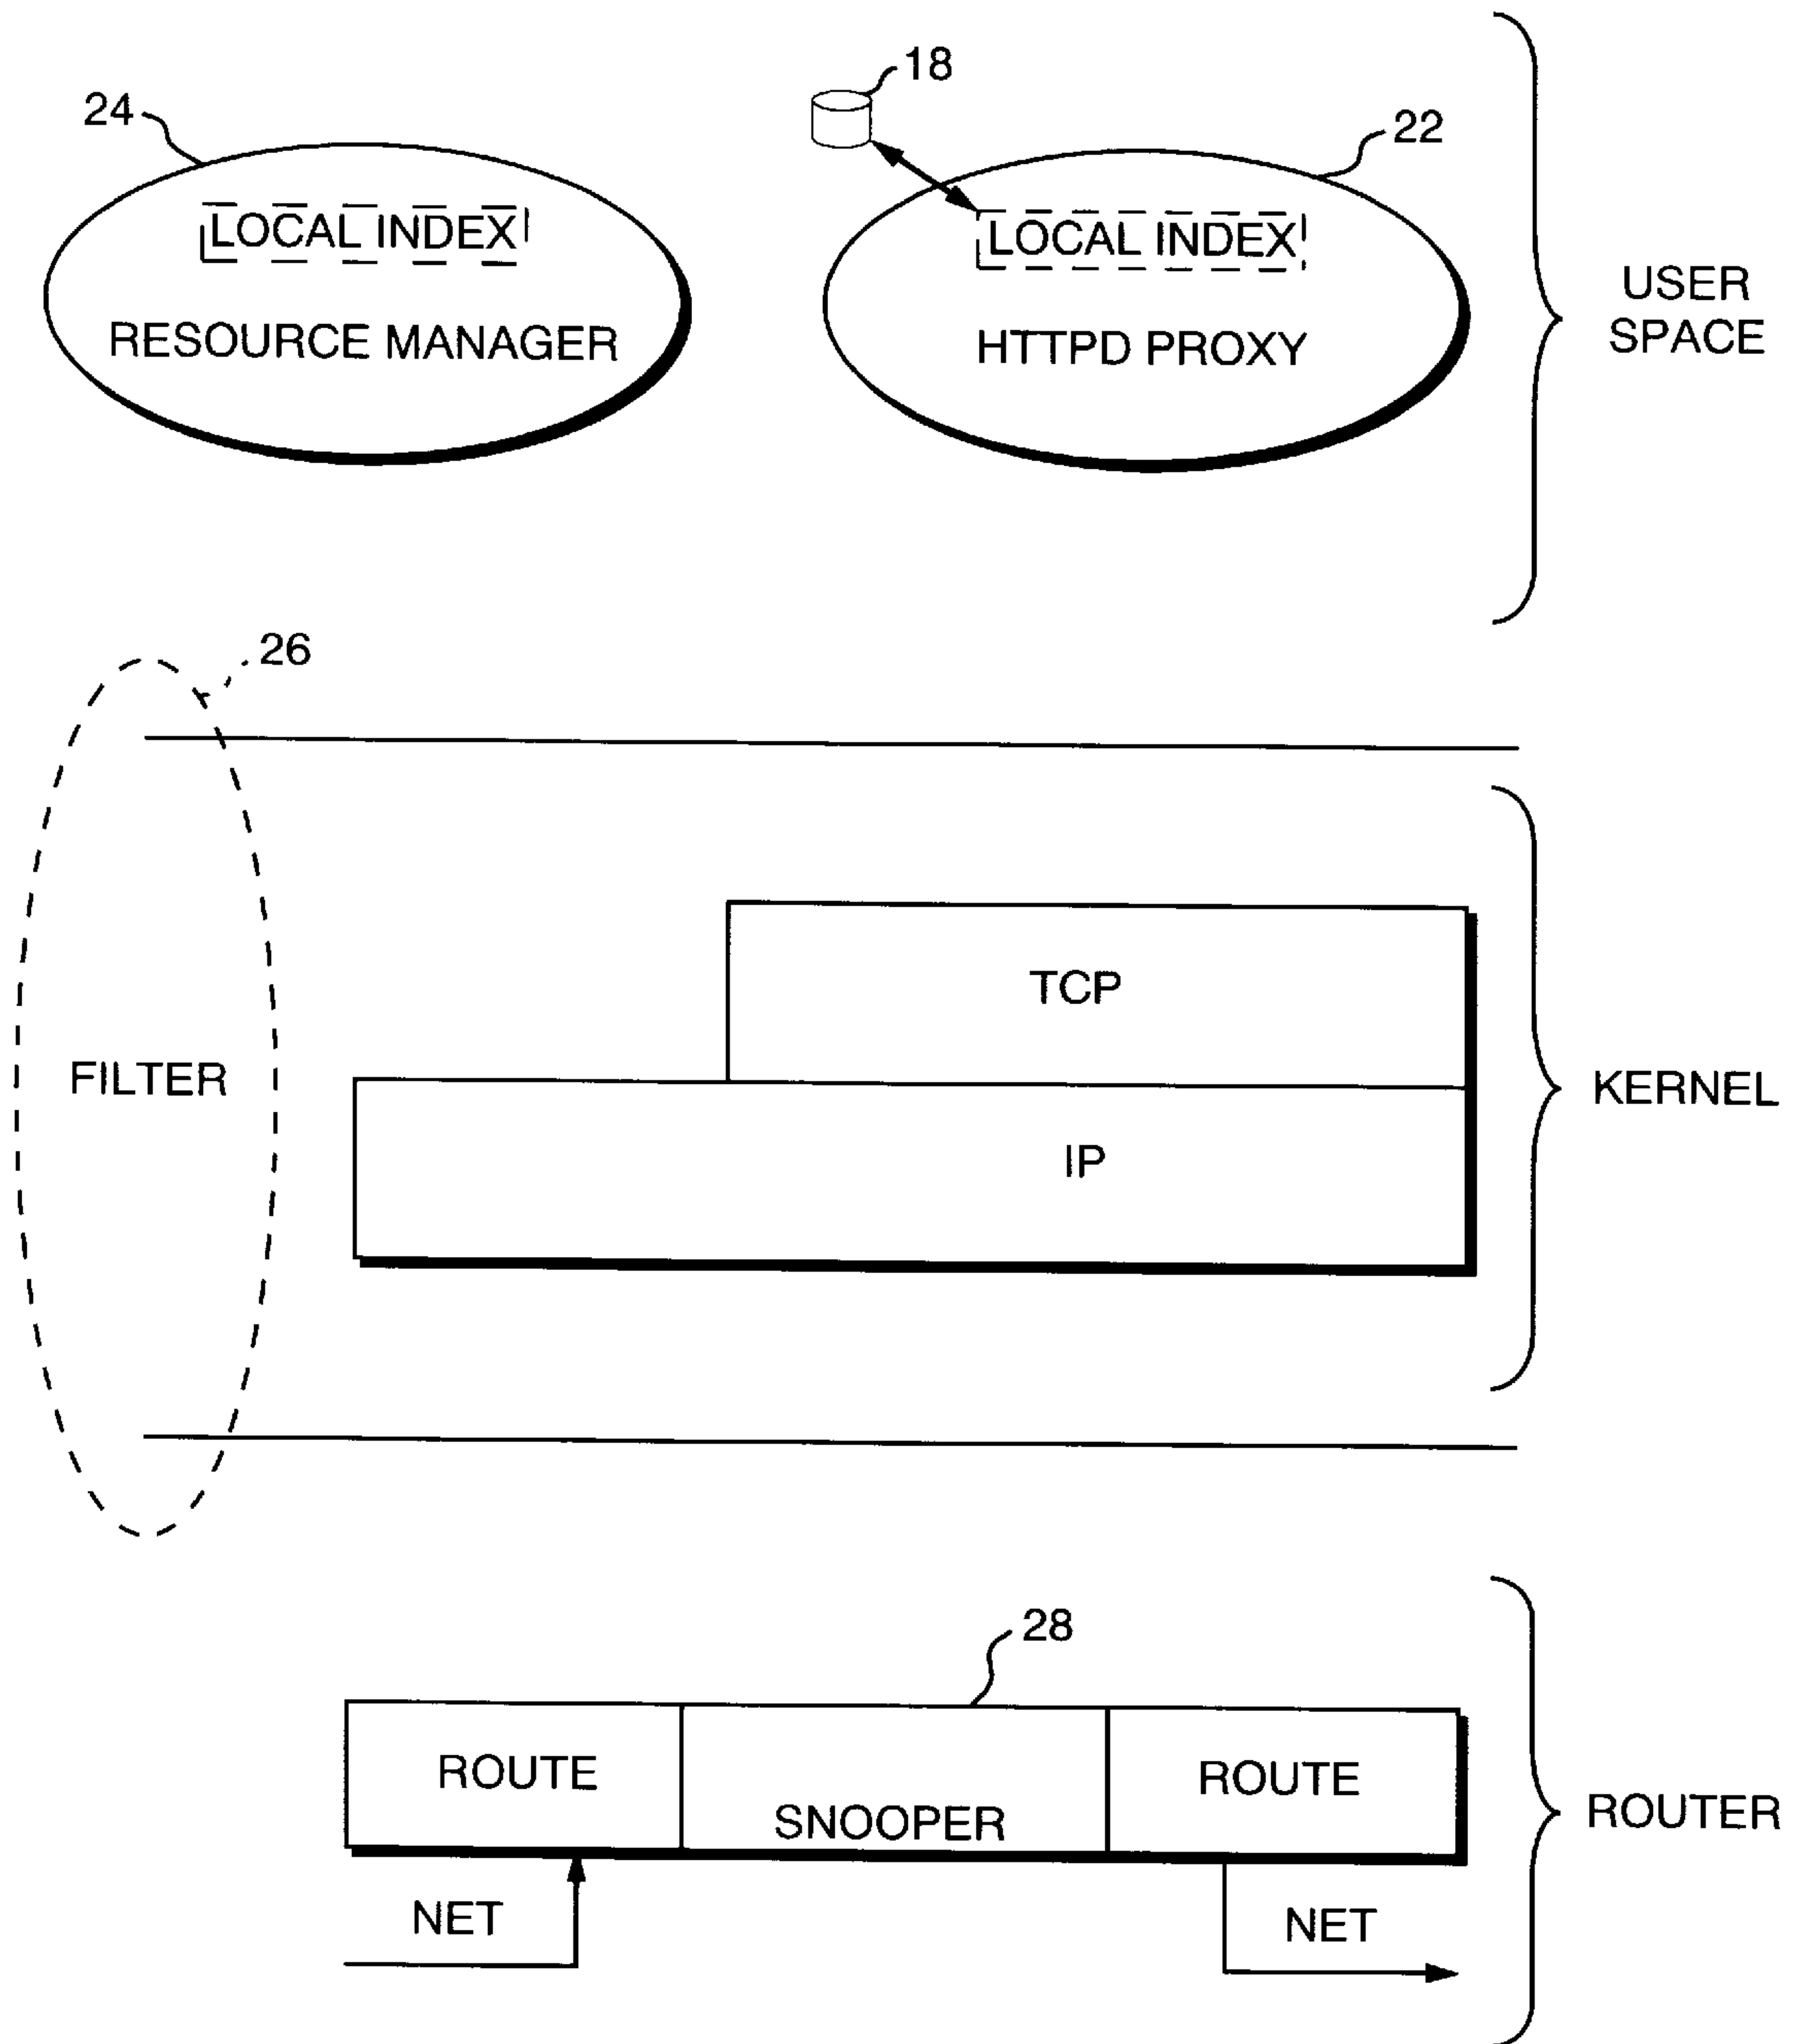 18
24
22
LOCAL INDEX
LOCAL INDEX
RESOURCE MANAGER
HTTPD PROXY
USER
SPACE
26
TCP
FILTER
KERNEL
IP
28
ROUTE
ROUTE
SNOOPER
ROUTER
NET
NET